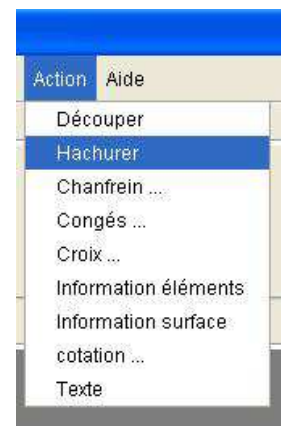 Action Aide
Découper
Hachurer
Chanfrein ...
Congés ...
Croix ...
Information éléments
Information surface
cotation ...
Texte